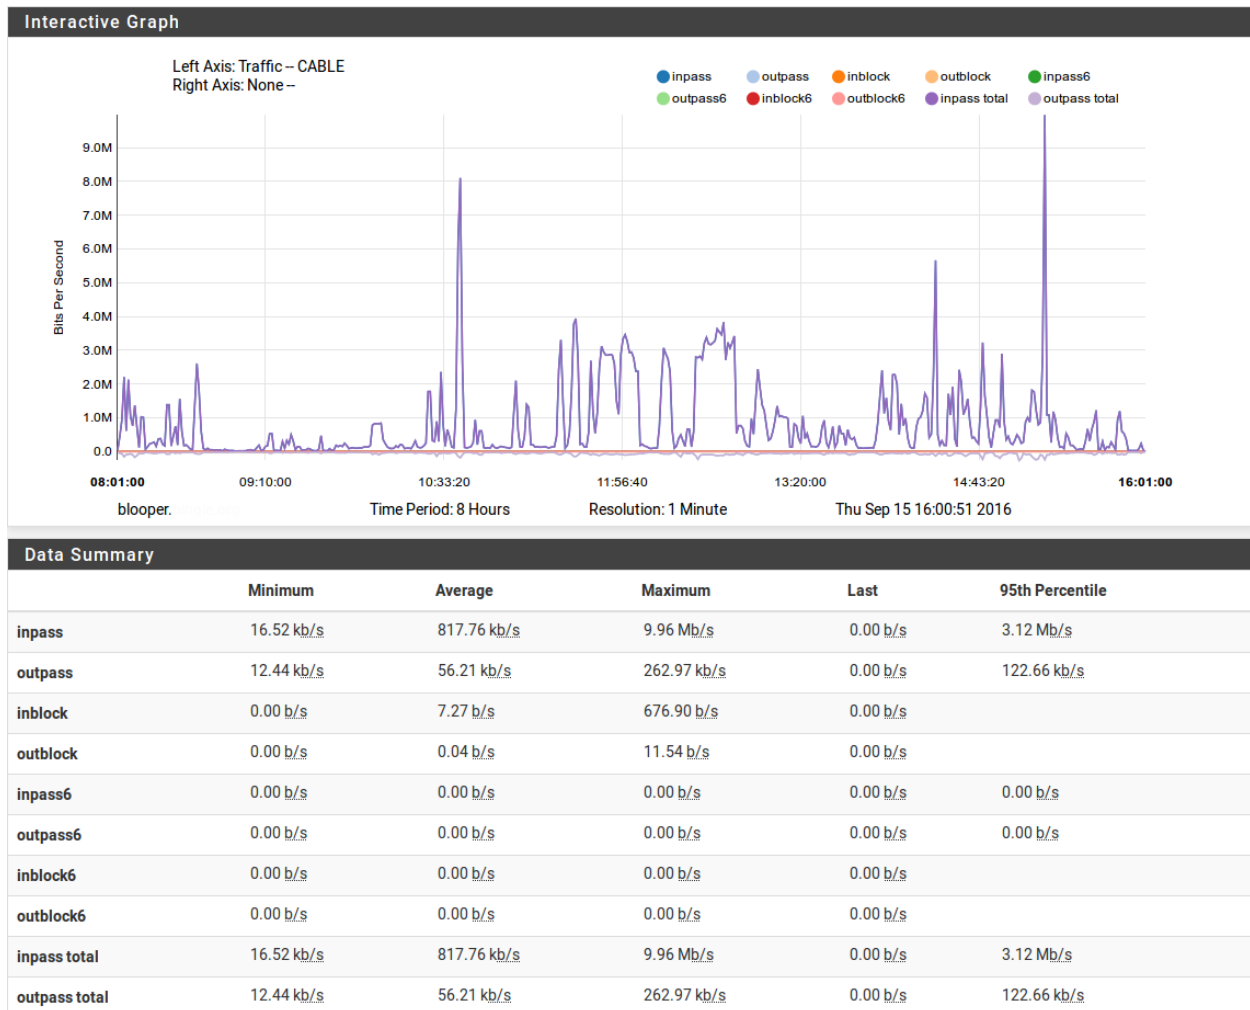 Interactive Graph
Left Axis: Traffic -- CABLE
Right Axis: None --
inpass outpass inblock outblock inpass6
outpass6 inblock6 outblock6 inpass total outpass total
Bits Per Second
9.0M
8.0M
7.0M
6.0M
5.0M
4.0M
3.0M
2.0M
1.0M
0.0
08:01:00 09:10:00 10:33:20 11:56:40 13:20:00 14:43:20 16:01:00
blooper. Time Period: 8 Hours Resolution: 1 Minute Thu Sep 15 16:00:51 2016
Data Summary
Minimum Average Maximum Last 95th Percentile
inpass 16.52 kb/s 817.76 kb/s 9.96 Mb/s 0.00 b/s 3.12 Mb/s
outpass 12.44 kb/s 56.21 kb/s 262.97 kb/s 0.00 b/s 122.66 kb/s
inblock 0.00 b/s 7.27 b/s 676.90 b/s 0.00 b/s
outblock 0.00 b/s 0.04 b/s 11.54 b/s 0.00 b/s
inpass6 0.00 b/s 0.00 b/s 0.00 b/s 0.00 b/s 0.00 b/s
outpass6 0.00 b/s 0.00 b/s 0.00 b/s 0.00 b/s 0.00 b/s
inblock6 0.00 b/s 0.00 b/s 0.00 b/s 0.00 b/s
outblock6 0.00 b/s 0.00 b/s 0.00 b/s 0.00 b/s
inpass total 16.52 kb/s 817.76 kb/s 9.96 Mb/s 0.00 b/s 3.12 Mb/s
outpass total 12.44 kb/s 56.21 kb/s 262.97 kb/s 0.00 b/s 122.66 kb/s